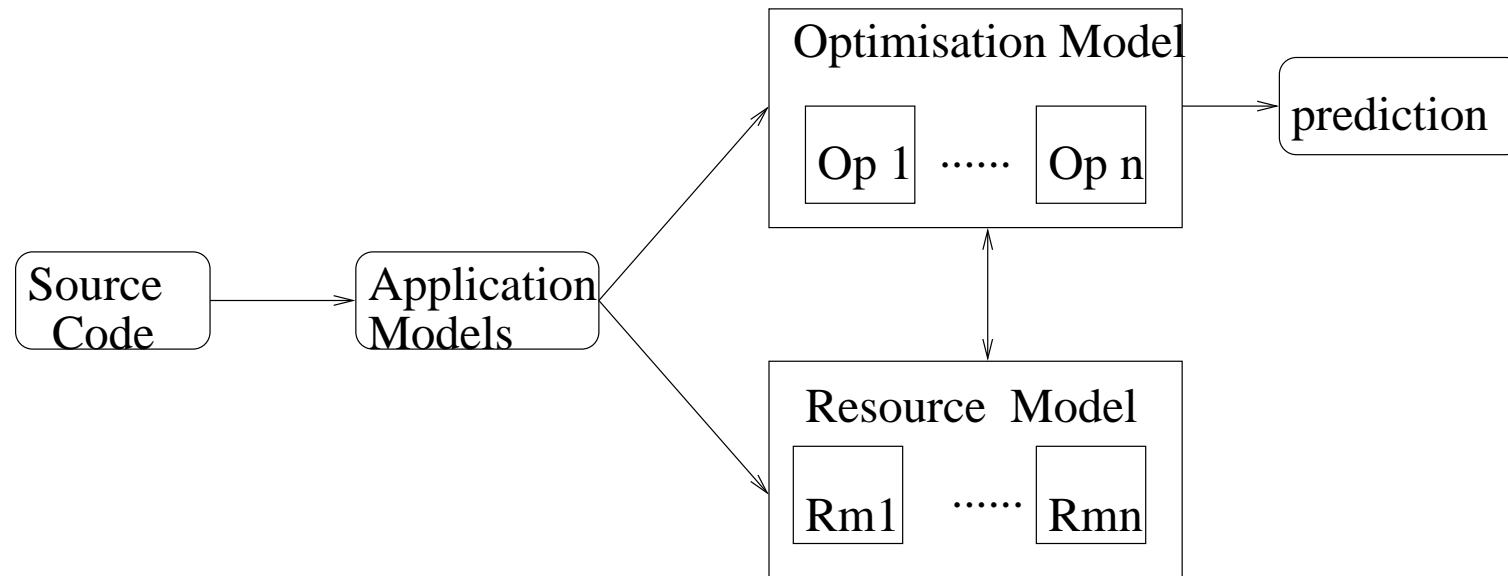 Optimisation Model
prediction
Op 1 ...... Op n
Source
Code
Application
Models
Resource Model
Rm1 ...... Rmn